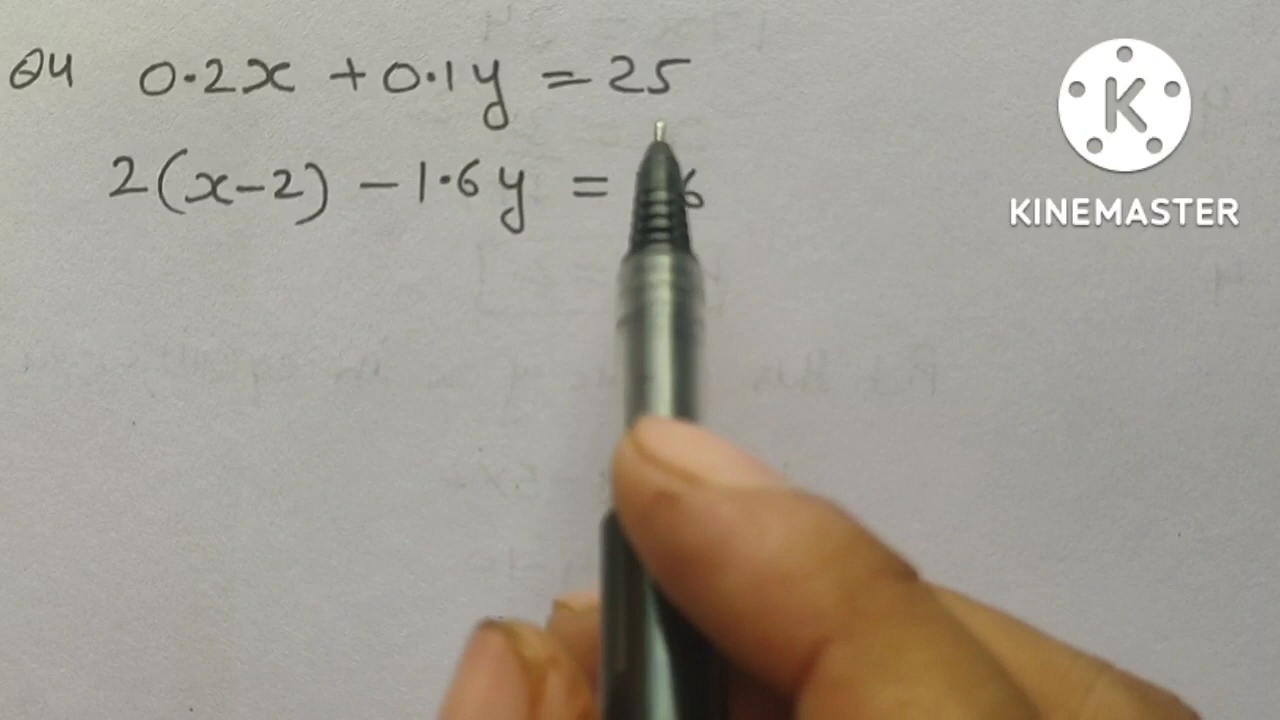 Q4 0.2x + 0.1y = 25
2(x-2) - 1.6y =
K
KINEMASTER